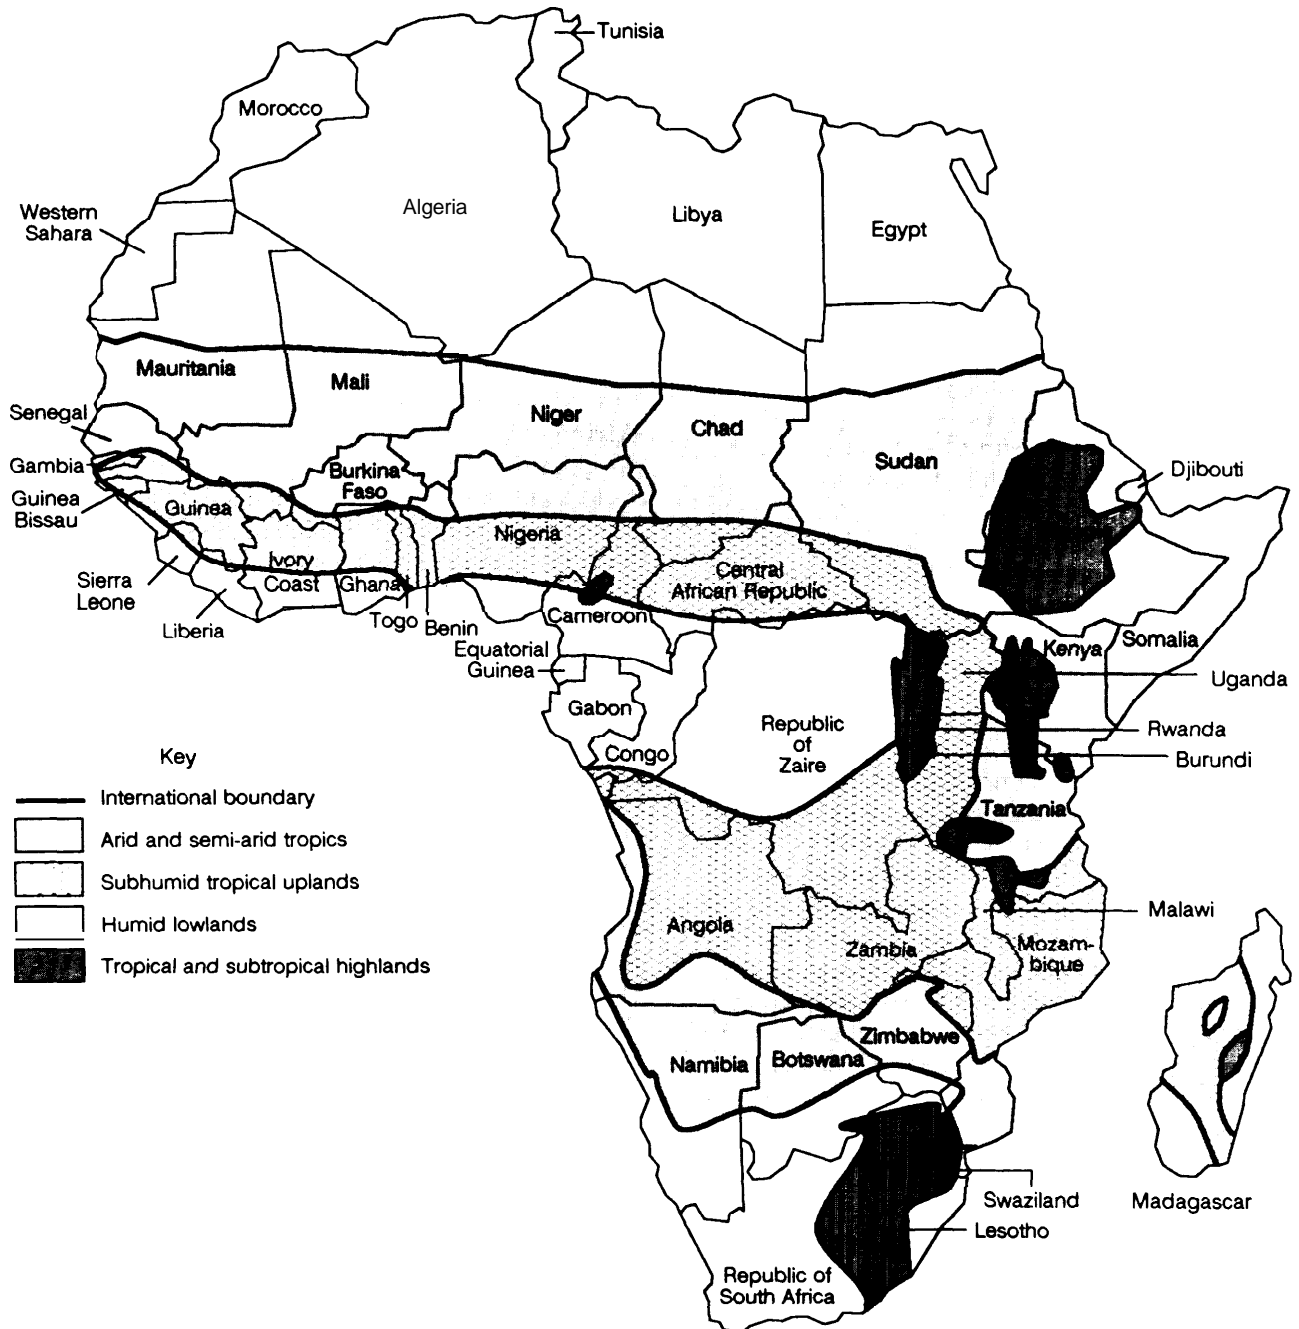 Tunisia
Morocco
Algeria
Libya
Egypt
Western
Sahara
Mauritania
Mali
Niger
Chad
Sudan
Senegal
Gambia
Guinea
Bissau
Guinea
Burkina
Faso
Djibouti
Nigeria
Ivory
Coast
Ghana
Central
African Republic
Sierra
Leone
Liberia
Togo
Benin
Cameroon
Equatorial
Guinea
Kenya
Somalia
Uganda
Gabon
Congo
Republic
of
Zaire
Rwanda
Burundi
Tanzania
Key
International boundary
Arid and semi-arid tropics
Subhumid tropical uplands
Humid lowlands
Tropical and subtropical highlands
Angola
Zambia
Malawi
Mozam-
bique
Zimbabwe
Namibia
Botswana
Swaziland
Lesotho
Madagascar
Republic of
South Africa